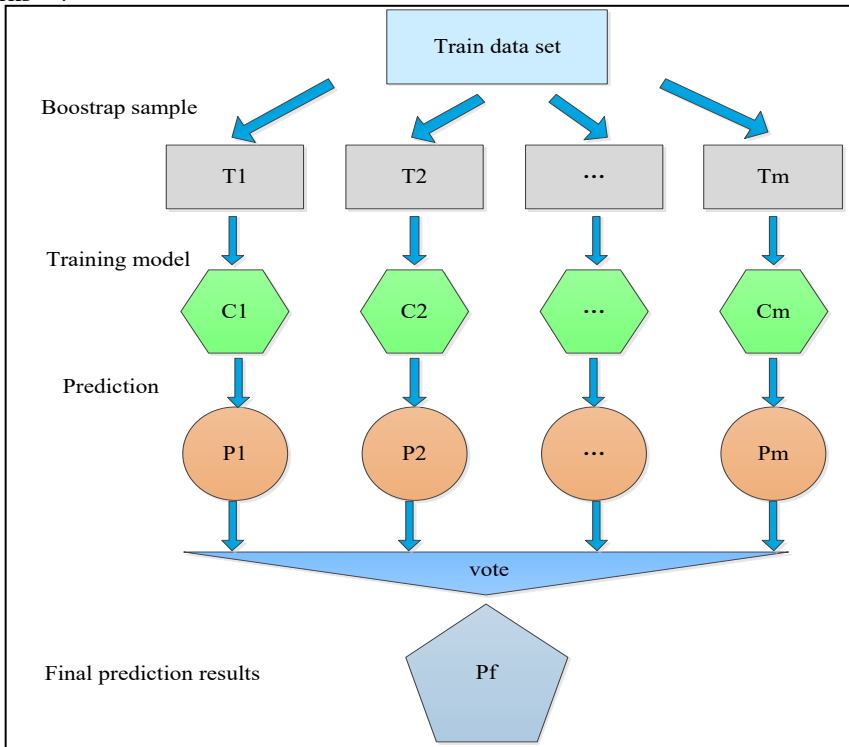 Train data set
Boostrap sample
T1 T2 ... Tm
Training model
C1 C2 ... Cm
Prediction
P1 P2 ... Pm
vote
Final prediction results
Pf